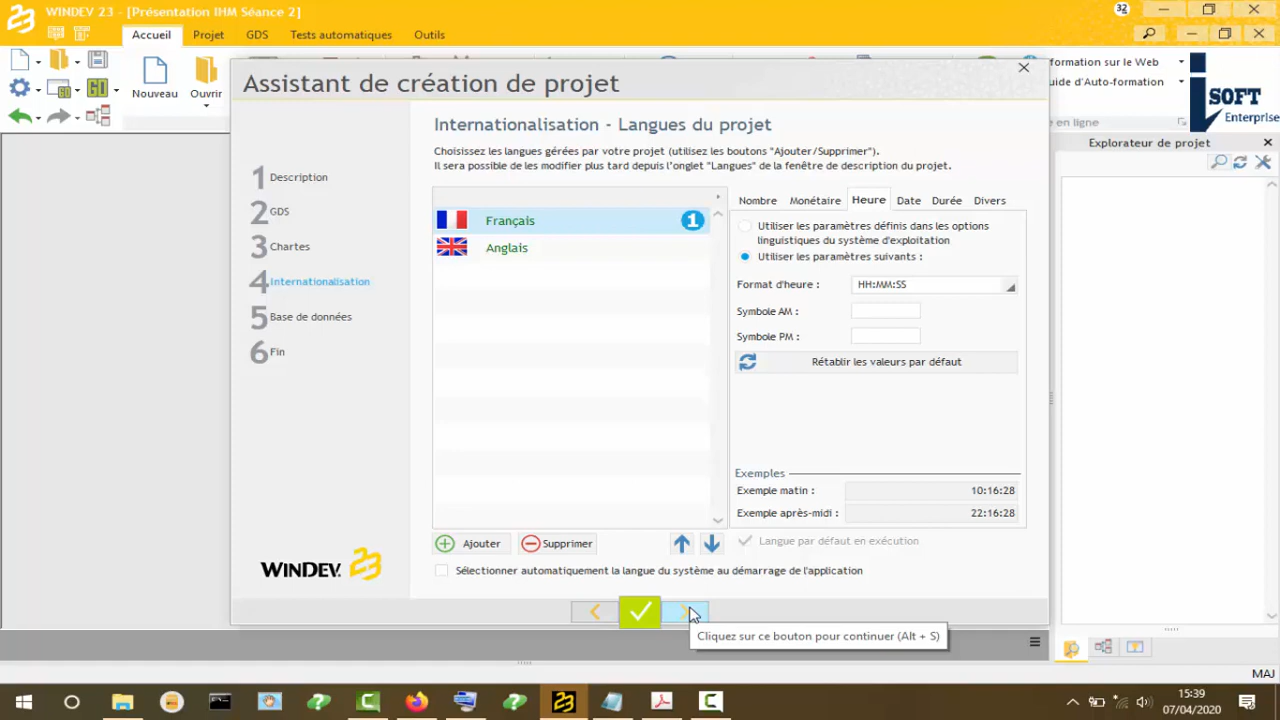 WINDEV 23 - [Présentation IHM Séance 2]
32
Accueil
Projet
GDS
Tests automatiques
Outils
Nouveau
Ouvrir
formation sur le Web
uide d'Auto-formation
e en ligne
SOFT
Enterprise
Explorateur de projet
Assistant de création de projet
1 Description
2 GDS
3 Chartes
4 Internationalisation
5 Base de données
6 Fin
WINDEV. 23
Internationalisation - Langues du projet
Choisissez les langues gérées par votre projet (utilisez les boutons "Ajouter/Supprimer").
Il sera possible de les modifier plus tard depuis l'onglet "Langues" de la fenêtre de description du projet.
Français 1
Anglais
Nombre
Monétaire
Heure
Date
Durée
Divers
Utiliser les paramètres définis dans les options
linguistiques du système d'exploitation
Utiliser les paramètres suivants :
Format d'heure : HH:MM:SS
Symbole AM :
Symbole PM :
Rétablir les valeurs par défaut
Exemples
Exemple matin : 10:16:28
Exemple après-midi : 22:16:28
Ajouter
Supprimer
Langue par défaut en exécution
Sélectionner automatiquement la langue du système au démarrage de l'application
Cliquez sur ce bouton pour continuer (Alt + S)
MAJ
23
15:39
07/04/2020